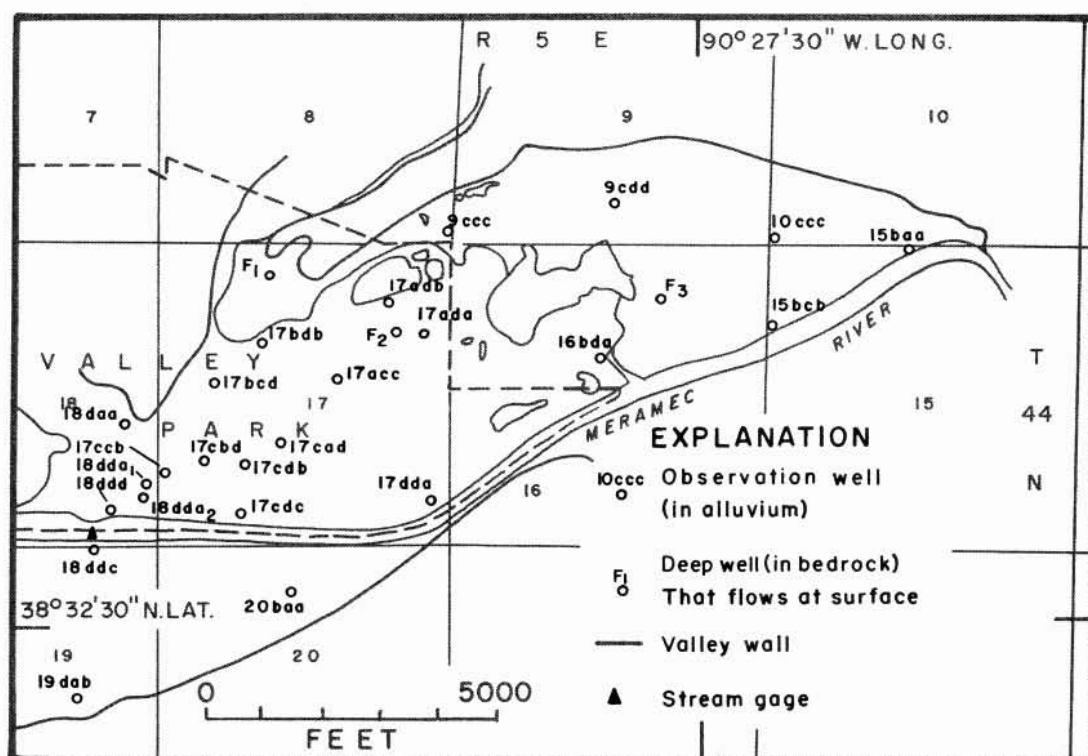 R 5 E
90° 27'30" W. LONG.
7
8
9
10
9cdd
9ccc
10ccc
15baa
F1
17adb
F3
F2
17ada
15bcb
17bdb
16bda
RIVER
VALLEY
17acc
T
17bcd
MERAMEC
18
17
15
44
18daa
PARK
EXPLANATION
17ccb
17cbd
17cad
18dda1
17cdb
10ccc
Observation well
N
18ddd
17dda
16
(in alluvium)
18dda2
17cdc
18ddc
F1
Deep well (in bedrock)
38° 32'30" N.LAT.
20baa
That flows at surface
Valley wall
19
20
19dab
0
5000
Stream gage
FEET